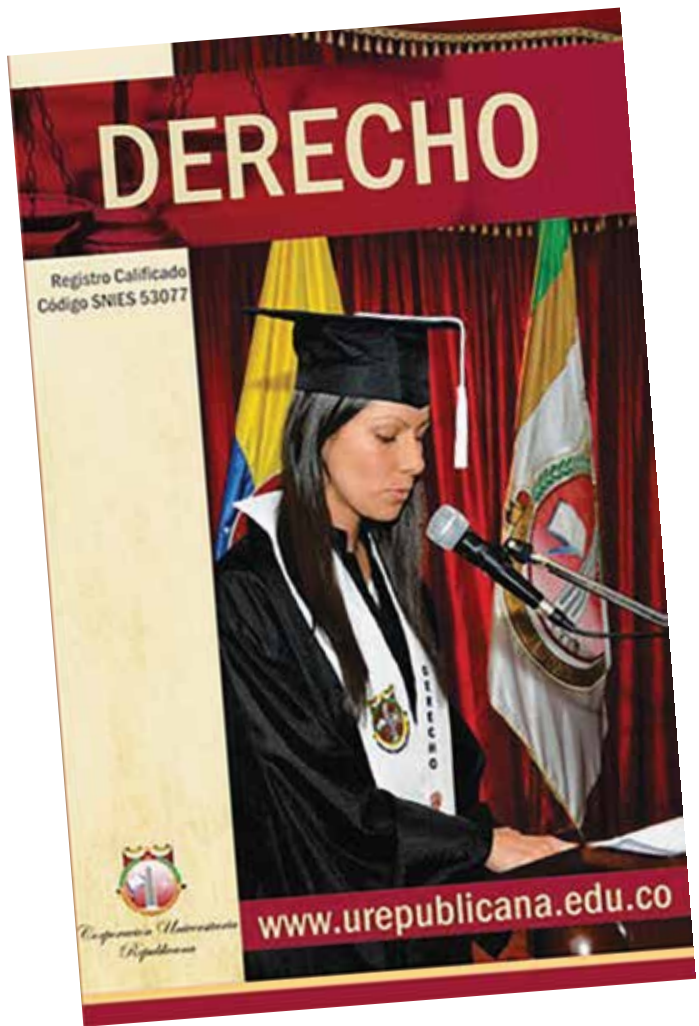 DERECHO
Registro Calificado
Código SNIES 53077
DERECHO
Corporación Universitaria
Republicana
www.urepublicana.edu.co